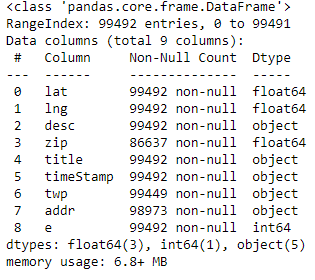 <class 'pandas.core.frame.DataFrame'>
RangeIndex: 99492 entries, 0 to 99491
Data columns (total 9 columns):
 #   Column     Non-Null Count  Dtype
---  ------     --------------  -----
 0   lat        99492 non-null  float64
 1   lng        99492 non-null  float64
 2   desc       99492 non-null  object
 3   zip        86637 non-null  float64
 4   title      99492 non-null  object
 5   timeStamp  99492 non-null  object
 6   twp        99449 non-null  object
 7   addr       98973 non-null  object
 8   e          99492 non-null  int64
dtypes: float64(3), int64(1), object(5)
memory usage: 6.8+ MB